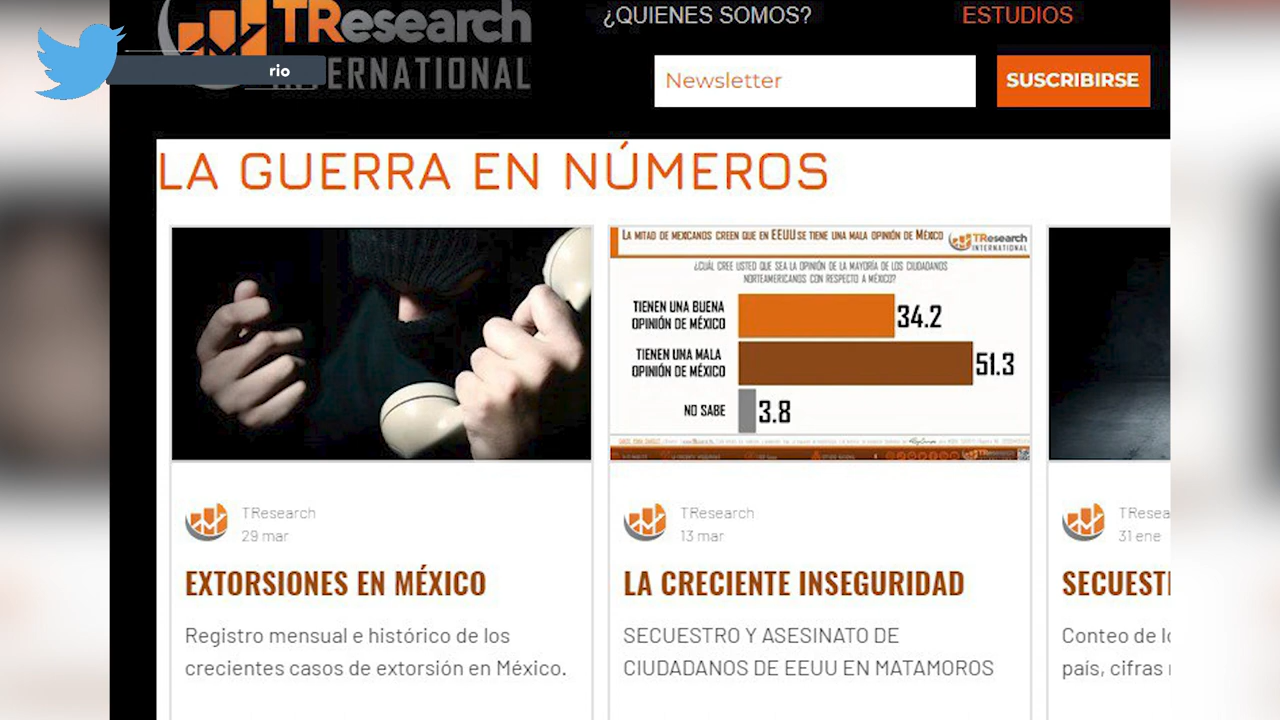 TResearch
INTERNATIONAL
rio
¿QUIENES SOMOS?
ESTUDIOS
Newsletter
SUSCRIBIRSE
LA GUERRA EN NÚMEROS
LA MITAD DE MEXICANOS CREEN QUE EN EEUU SE TIENE UNA MALA OPINIÓN DE MÉXICO
TResearch
INTERNATIONAL
¿CUÁL CREE USTED QUE SEA LA OPINIÓN DE LA MAYORÍA DE LOS CIUDADANOS
NORTEAMERICANOS CON RESPECTO A MÉXICO?
TIENEN UNA BUENA
OPINIÓN DE MÉXICO
34.2
TIENEN UNA MALA
OPINIÓN DE MÉXICO
51.3
NO SABE
3.8
TResearch
29 mar
EXTORSIONES EN MÉXICO
Registro mensual e histórico de los
crecientes casos de extorsión en México.
TResearch
13 mar
LA CRECIENTE INSEGURIDAD
SECUESTRO Y ASESINATO DE
CIUDADANOS DE EEUU EN MATAMOROS
TResea
31 ene
SECUEST
Conteo de lo
país, cifras